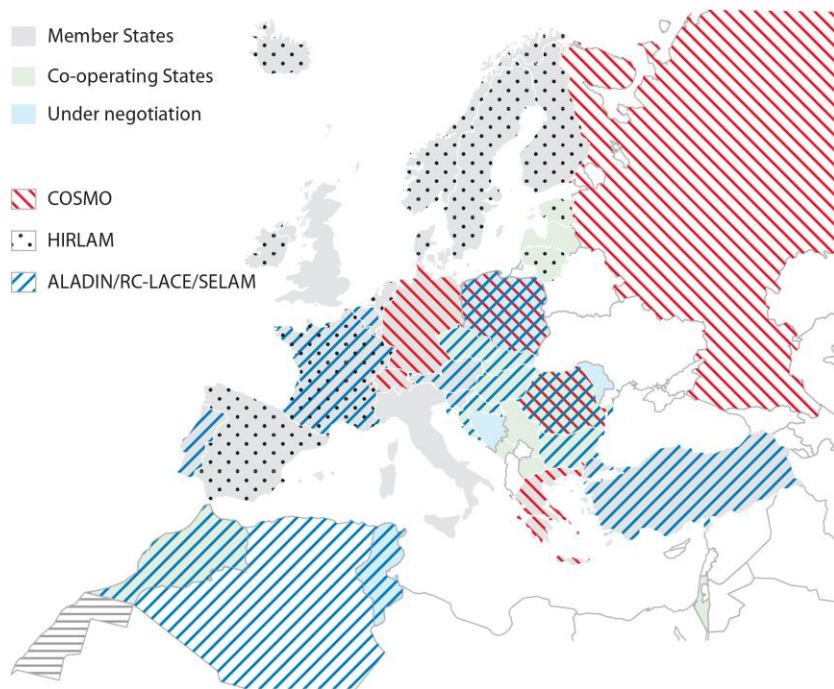 Member States
Co-operating States
Under negotiation
COSMO
HIRLAM
ALADIN/RC-LACE/SELAM